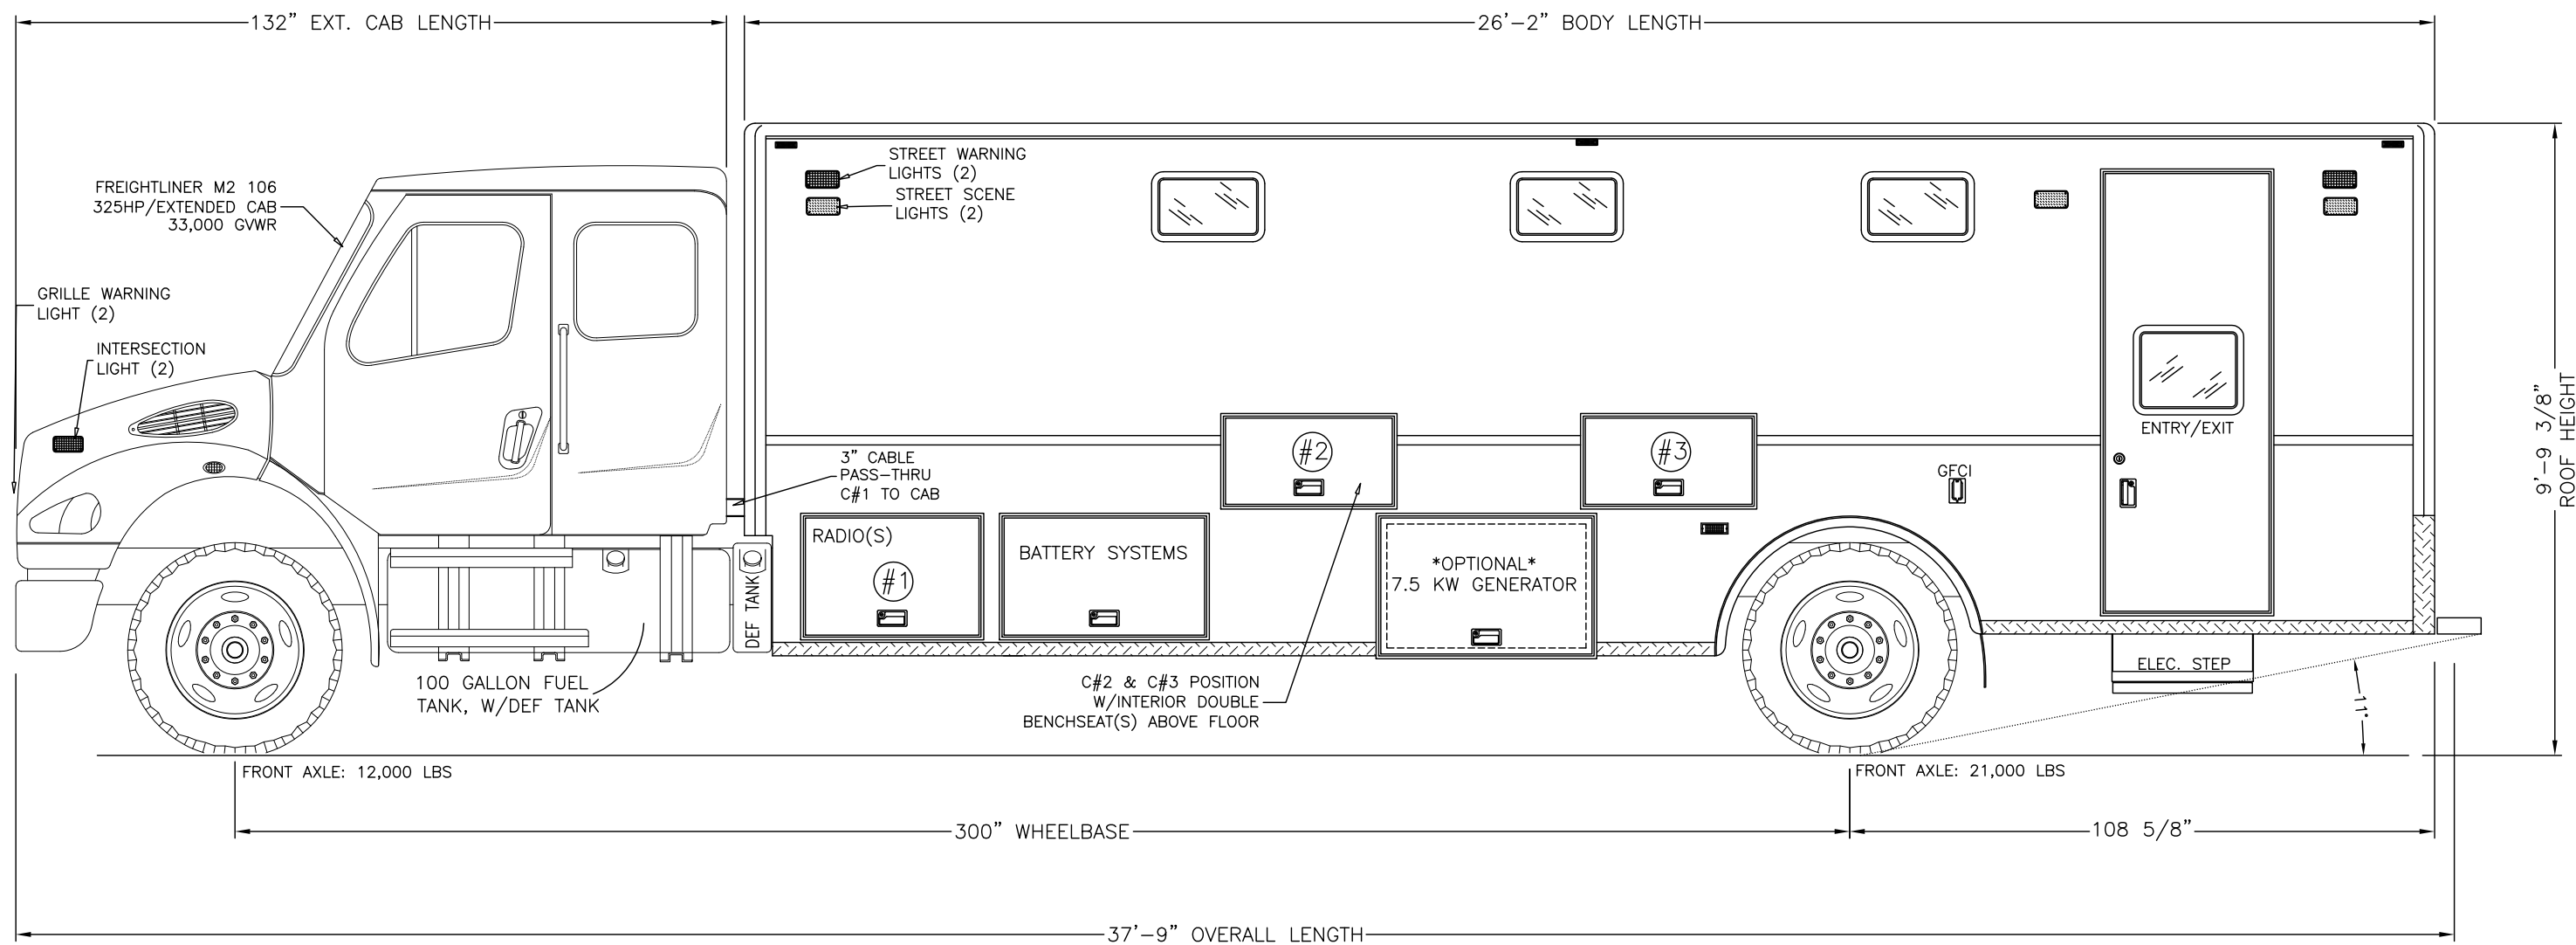 132” EXT. CAB LENGTH
26’-2” BODY LENGTH
STREET WARNING
LIGHTS (2)
STREET SCENE
LIGHTS (2)
FREIGHTLINER M2 106
325HP/EXTENDED CAB
33,000 GVWR
GRILLE WARNING
LIGHT (2)
INTERSECTION
LIGHT (2)
3” CABLE
PASS-THRU
C#1 TO CAB
#2
#3
ENTRY/EXIT
GFCI
9’-9 3/8”
ROOF HEIGHT
RADIO(S)
#1
BATTERY SYSTEMS
*OPTIONAL*
7.5 KW GENERATOR
DEF TANK
ELEC. STEP
11°
100 GALLON FUEL
TANK, W/DEF TANK
C#2 & C#3 POSITION
W/INTERIOR DOUBLE
BENCHSEAT(S) ABOVE FLOOR
FRONT AXLE: 12,000 LBS
FRONT AXLE: 21,000 LBS
300” WHEELBASE
108 5/8”
37’-9” OVERALL LENGTH